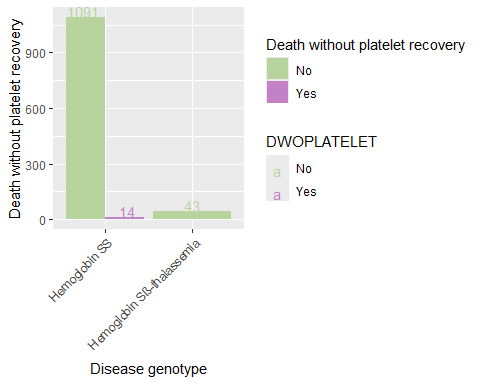 Death without platelet recovery
1091
900
600
300
0
14
43
Hemoglobin SS
Hemoglobin Sß-thalassemia
Disease genotype
Death without platelet recovery
No
Yes
DWOPLATELET
a No
a Yes